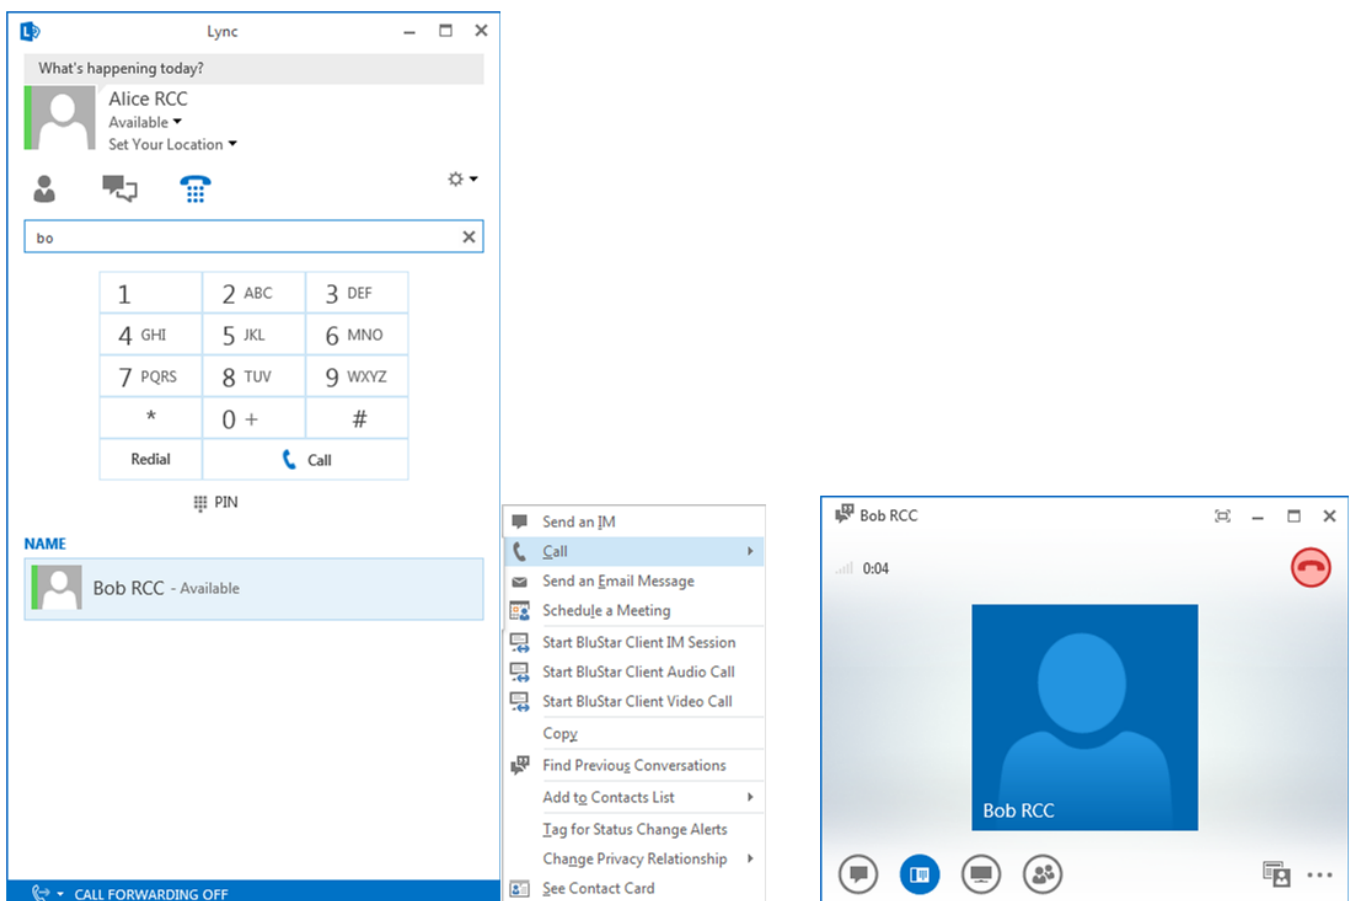 Lync
What's happening today?
Alice RCC
Available
Set Your Location
bo
1
2 ABC
3 DEF
4 GHI
5 JKL
6 MNO
7 PQRS
8 TUV
9 WXYZ
*
0 +
#
Redial
Call
PIN
NAME
Bob RCC - Available
CALL FORWARDING OFF
Send an IM
Call
Send an Email Message
Schedule a Meeting
Start BluStar Client IM Session
Start BluStar Client Audio Call
Start BluStar Client Video Call
Copy
Find Previous Conversations
Add to Contacts List
Tag for Status Change Alerts
Change Privacy Relationship
See Contact Card
Bob RCC
0:04
Bob RCC